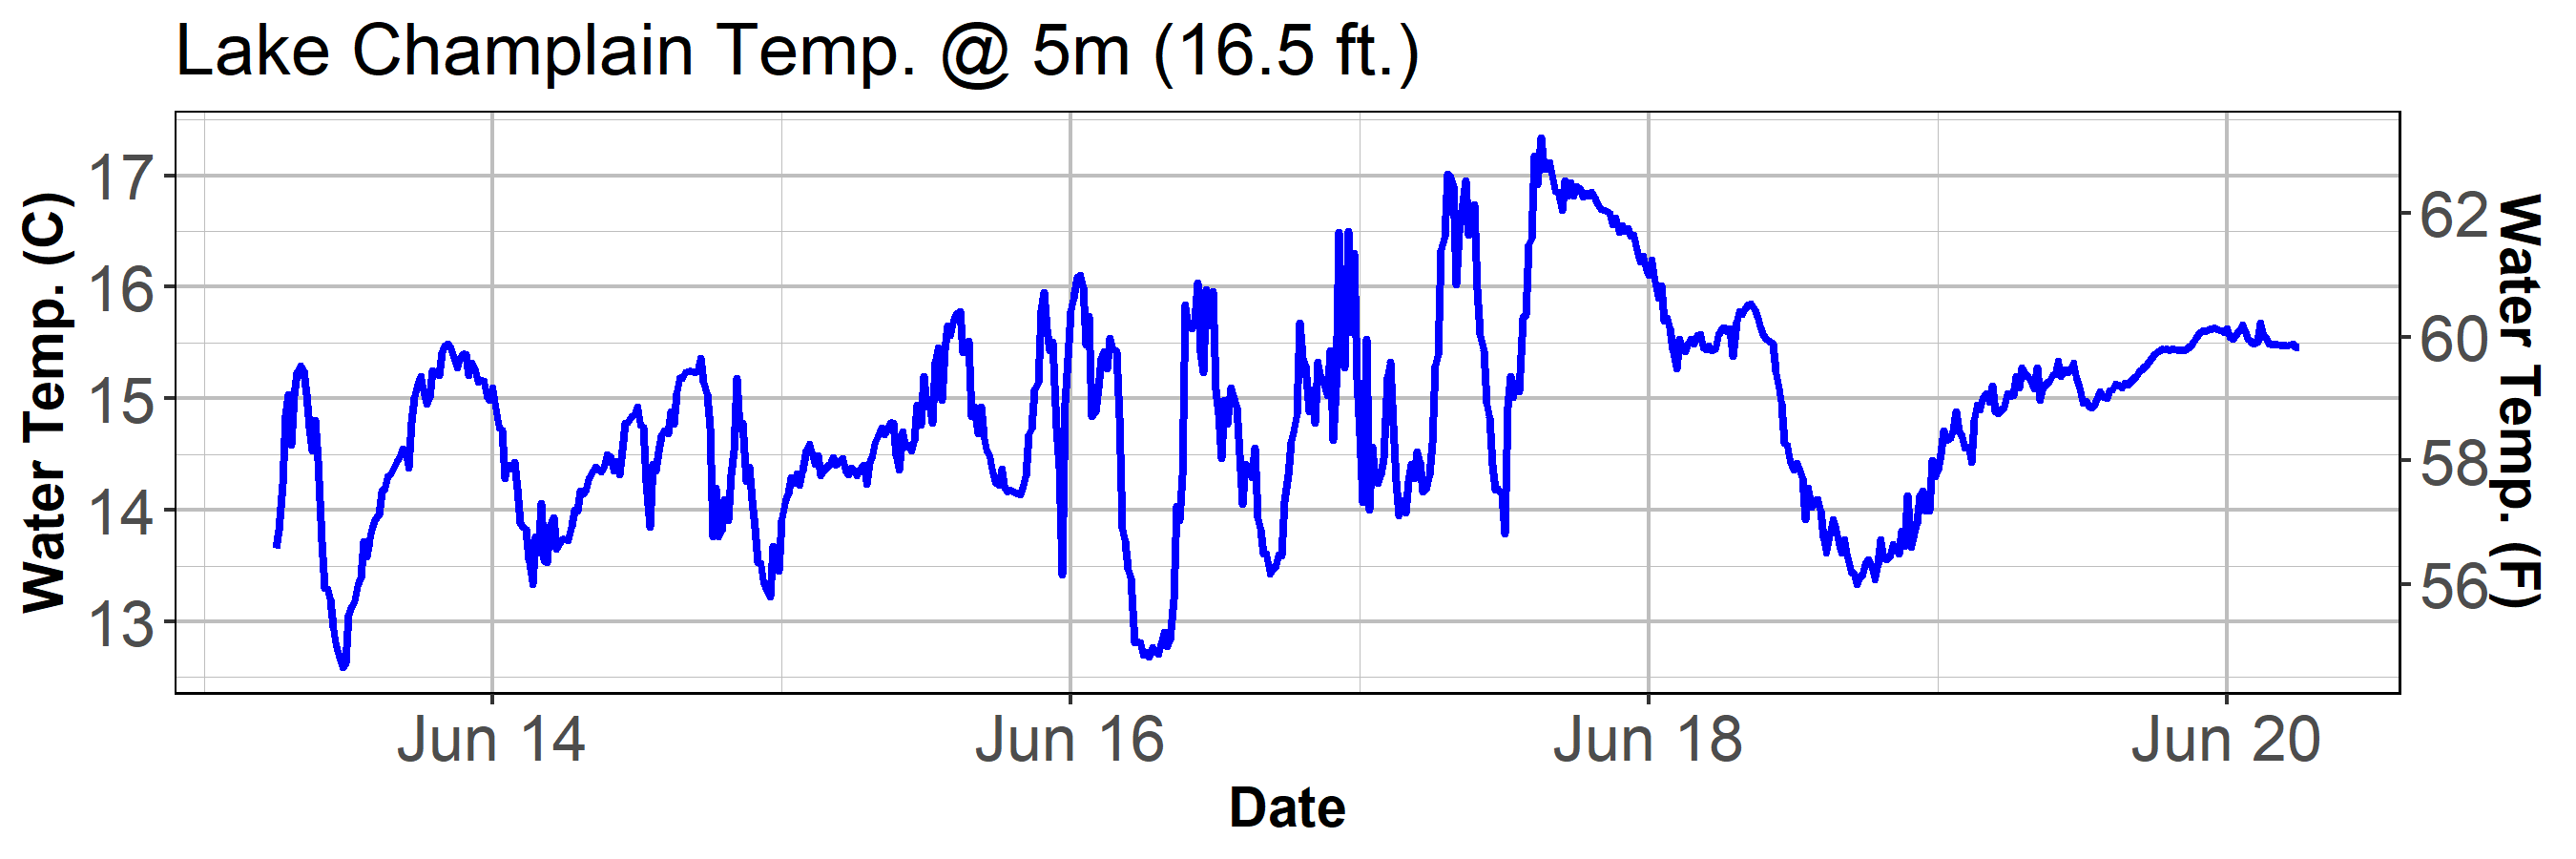 Lake Champlain Temp. @ 5m (16.5 ft.)
Water Temp. (C)
17
16
15
14
13
62
60
58
56
Water Temp. (F)
Jun 14
Jun 16
Jun 18
Jun 20
Date